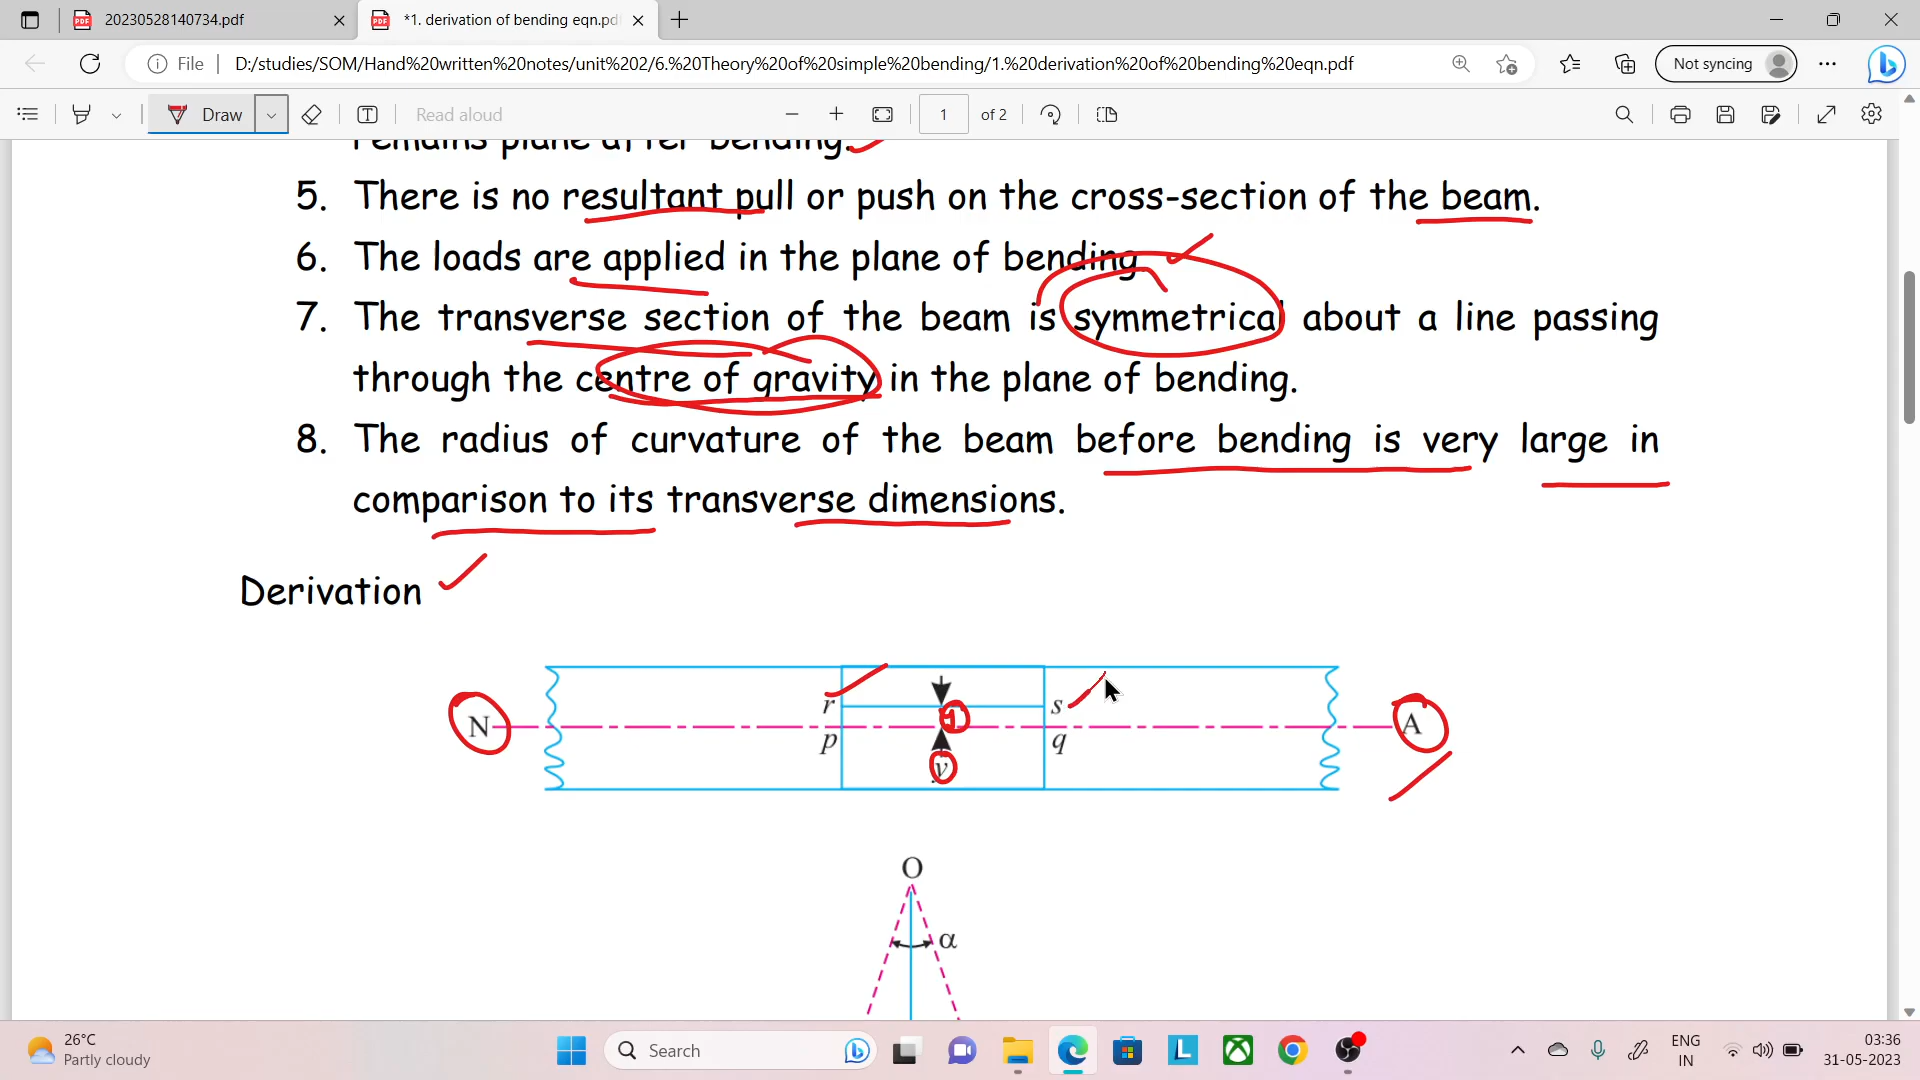 20230528140734.pdf
*1. derivation of bending eqn.pdf
File
D:/studies/SOM/Hand%20written%20notes/unit%202/6.%20Theory%20of%20simple%20bending/1.%20derivation%20of%20bending%20eqn.pdf
Not syncing
Draw
Read aloud
1 of 2
remains plane after bending.
5. There is no resultant pull or push on the cross-section of the beam.
6. The loads are applied in the plane of bending.
7. The transverse section of the beam is symmetrical about a line passing
through the centre of gravity in the plane of bending.
8. The radius of curvature of the beam before bending is very large in
comparison to its transverse dimensions.
Derivation
r s
N A
p q
y
O
α
26°C
Partly cloudy
Search
ENG
IN
03:36
31-05-2023